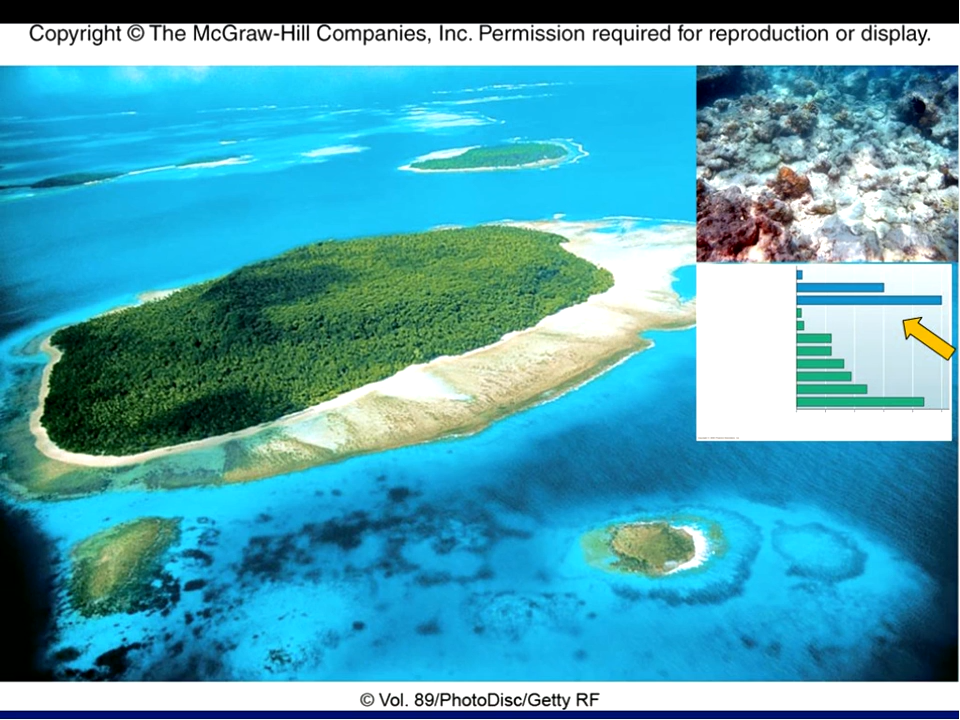 Copyright © The McGraw-Hill Companies, Inc. Permission required for reproduction or display.
© Vol. 89/PhotoDisc/Getty RF